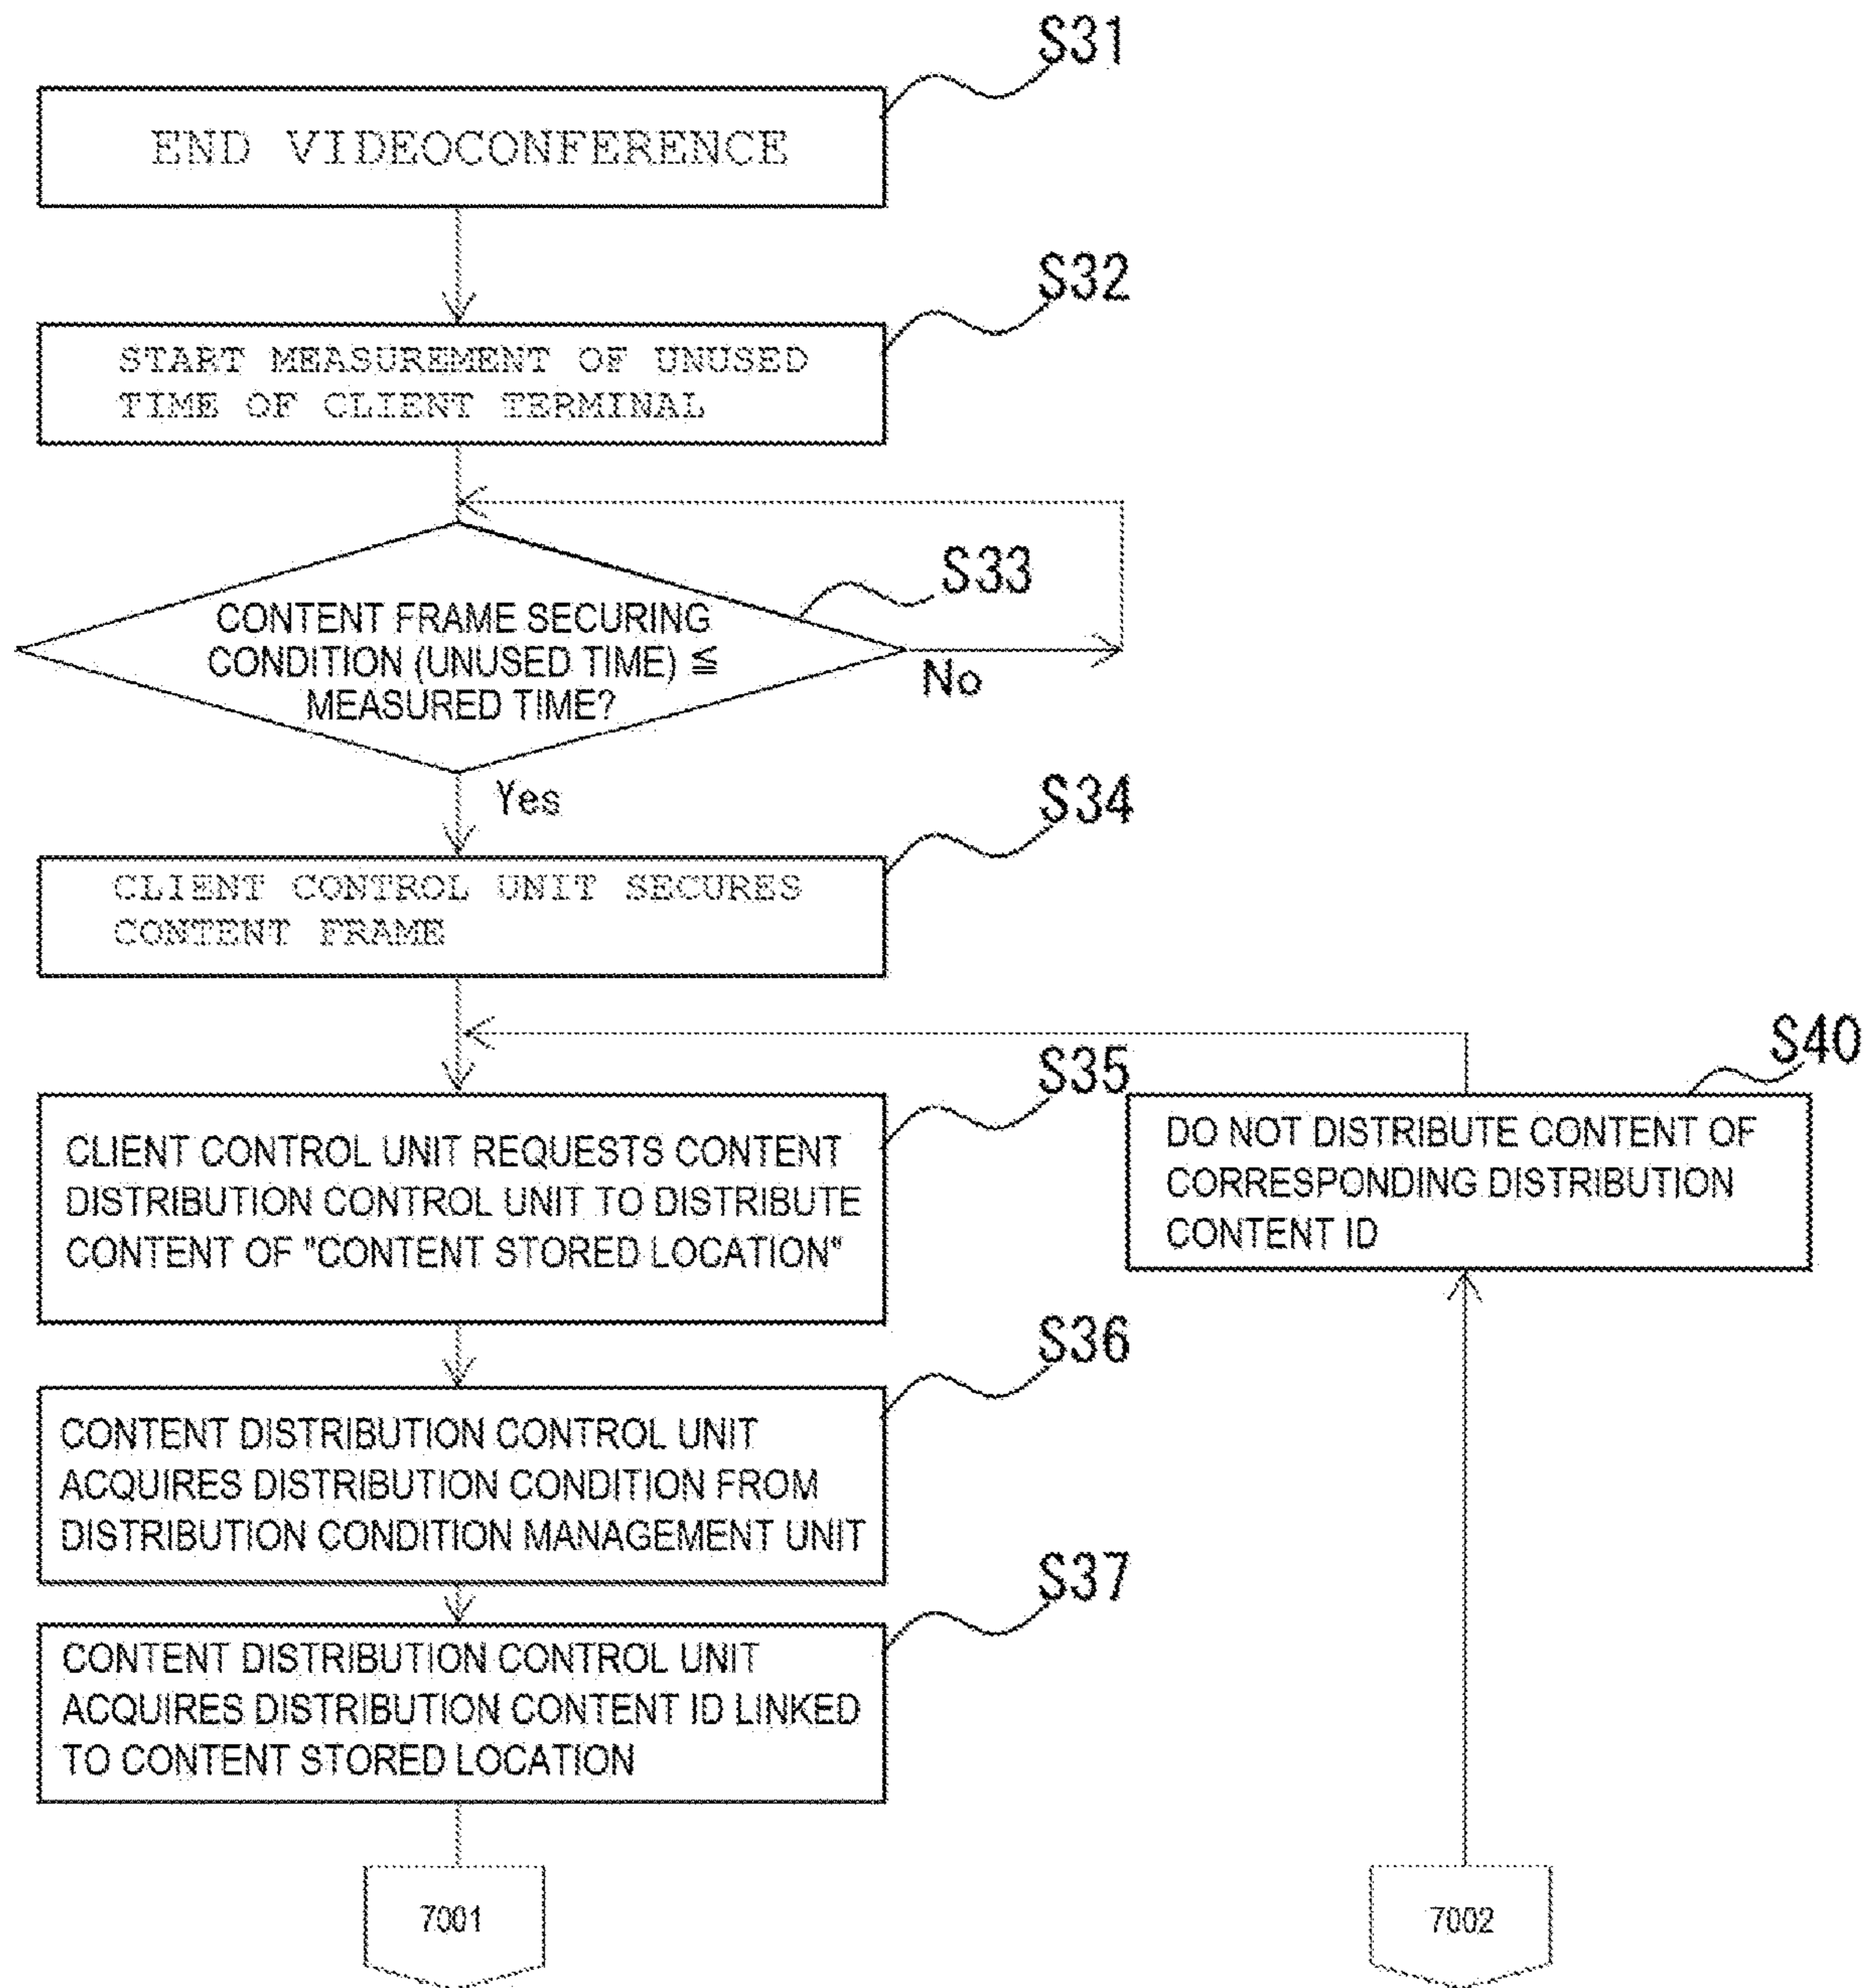 S31
END VIDEOCONFERENCE
S32
START MEASUREMENT OF UNUSED
TIME OF CLIENT TERMINAL
S33
CONTENT FRAME SECURING
CONDITION (UNUSED TIME) ≦
MEASURED TIME?
No
Yes
S34
CLIENT CONTROL UNIT SECURES
CONTENT FRAME
S35
CLIENT CONTROL UNIT REQUESTS CONTENT
DISTRIBUTION CONTROL UNIT TO DISTRIBUTE
CONTENT OF "CONTENT STORED LOCATION"
S40
DO NOT DISTRIBUTE CONTENT OF
CORRESPONDING DISTRIBUTION
CONTENT ID
S36
CONTENT DISTRIBUTION CONTROL UNIT
ACQUIRES DISTRIBUTION CONDITION FROM
DISTRIBUTION CONDITION MANAGEMENT UNIT
S37
CONTENT DISTRIBUTION CONTROL UNIT
ACQUIRES DISTRIBUTION CONTENT ID LINKED
TO CONTENT STORED LOCATION
7001
7002